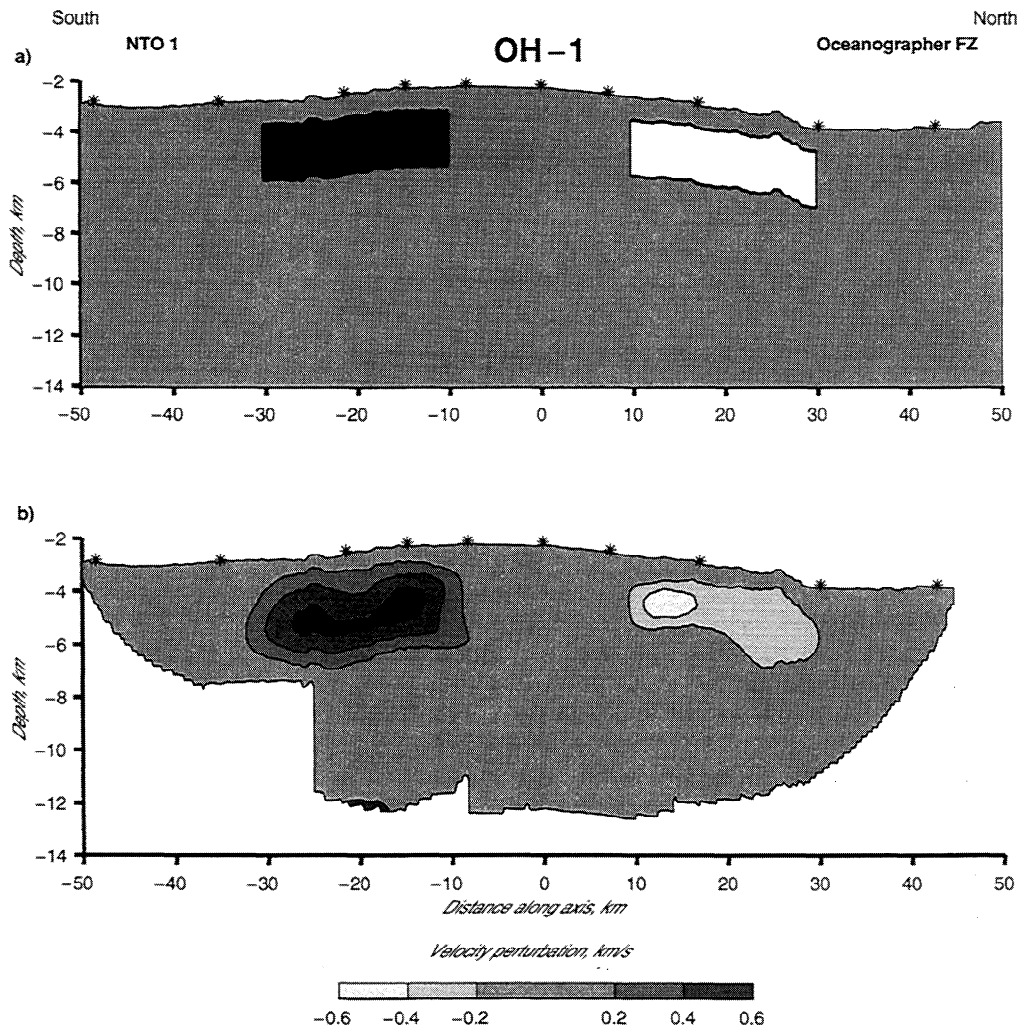 South North
NTO 1 OH-1 Oceanographer FZ
a)
-2
-4
-6
-8
-10
-12
-14
Depth, km
-50 -40 -30 -20 -10 0 10 20 30 40 50
b)
-2
-4
-6
-8
-10
-12
-14
Depth, km
-50 -40 -30 -20 -10 0 10 20 30 40 50
Distance along axis, km
Velocity perturbation, km/s
-0.6 -0.4 -0.2 0.2 0.4 0.6